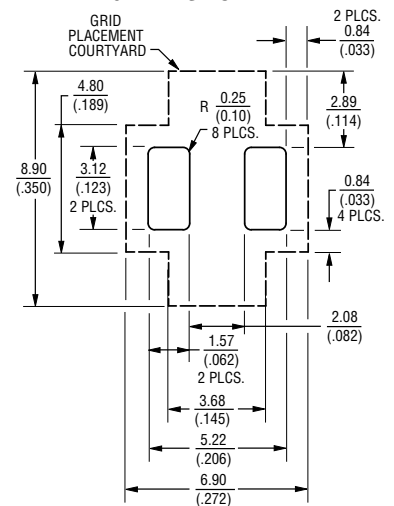 GRID
PLACEMENT
COURTYARD
2 PLCS.
0.84
(.033)
4.80
(.189)
R 0.25
(0.10)
8 PLCS.
2.89
(.114)
8.90
(.350)
3.12
(.123)
2 PLCS.
0.84
(.033)
4 PLCS.
2.08
(.082)
1.57
(.062)
2 PLCS.
3.68
(.145)
5.22
(.206)
6.90
(.272)